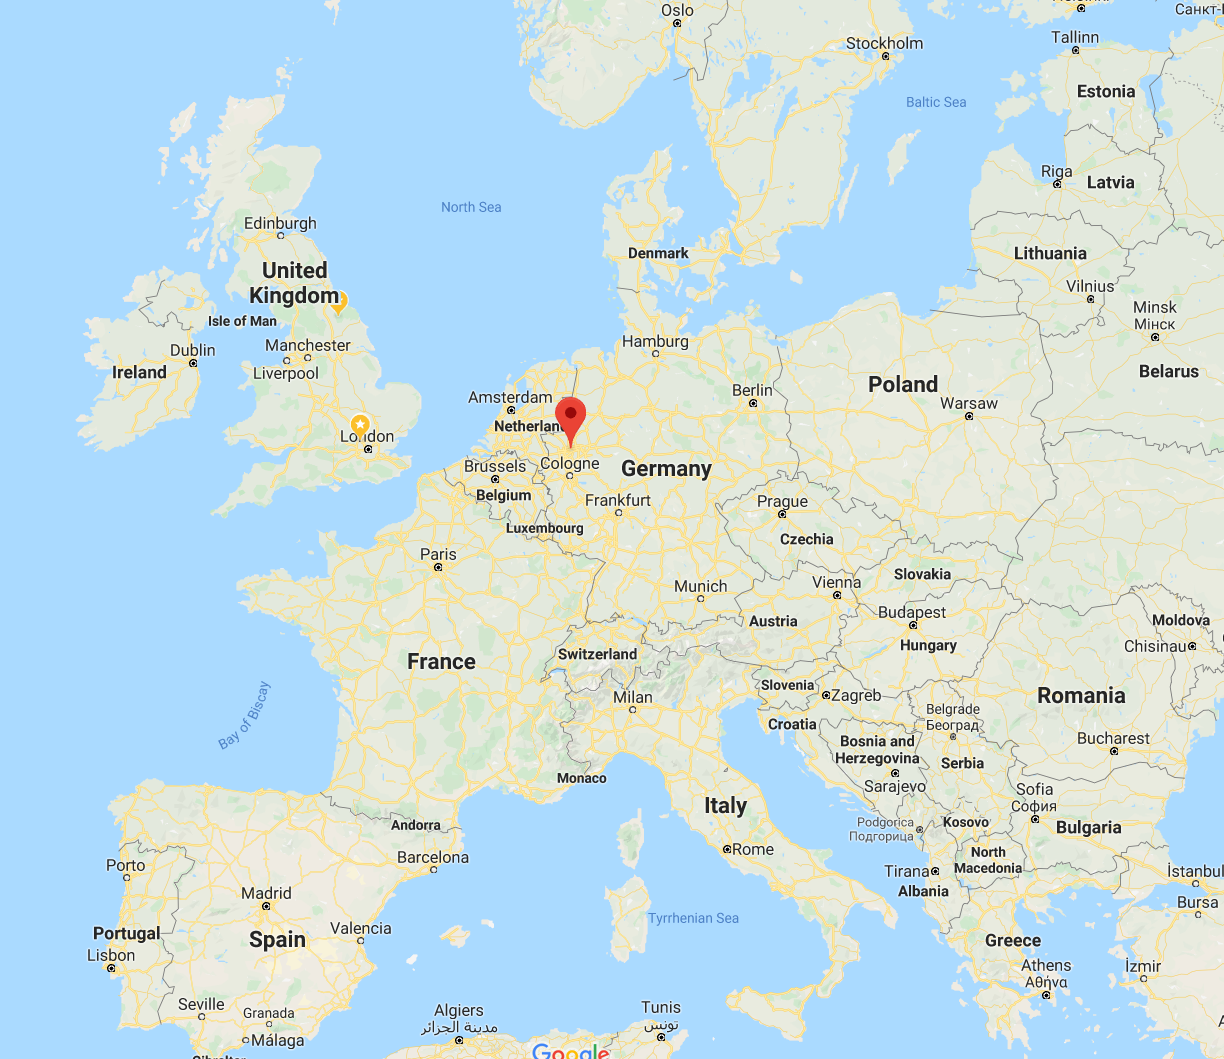 Oslo
Санкт-
Stockholm
Tallinn
Baltic Sea
Estonia
Riga
Latvia
North Sea
Edinburgh
Denmark
Lithuania
United
Kingdom
Vilnius
Isle of Man
Minsk
Мінск
Dublin
Manchester
Hamburg
Ireland
Liverpool
Belarus
Poland
Amsterdam
Berlin
Warsaw
Netherlan
London
Brussels
Cologne
Germany
Belgium
Frankfurt
Prague
Luxembourg
Czechia
Paris
Slovakia
Munich
Vienna
Austria
Budapest
Moldova
Hungary
Chisinau
Switzerland
France
Slovenia
Zagreb
Romania
Milan
Bay of Biscay
Croatia
Belgrade
Београд
Bosnia and
Herzegovina
Bucharest
Serbia
Monaco
Sarajevo
Sofia
София
Italy
Andorra
Podgorica
Подгорица
Kosovo
Bulgaria
Rome
North
Macedonia
Barcelona
Porto
Tirana
İstanbul
Albania
Madrid
Bursa
Tyrrhenian Sea
Valencia
Portugal
Spain
Greece
Lisbon
Athens
Αθήνα
İzmir
Seville
Granada
Algiers
مدينة الجزائر
Tunis
تونس
Málaga
Google